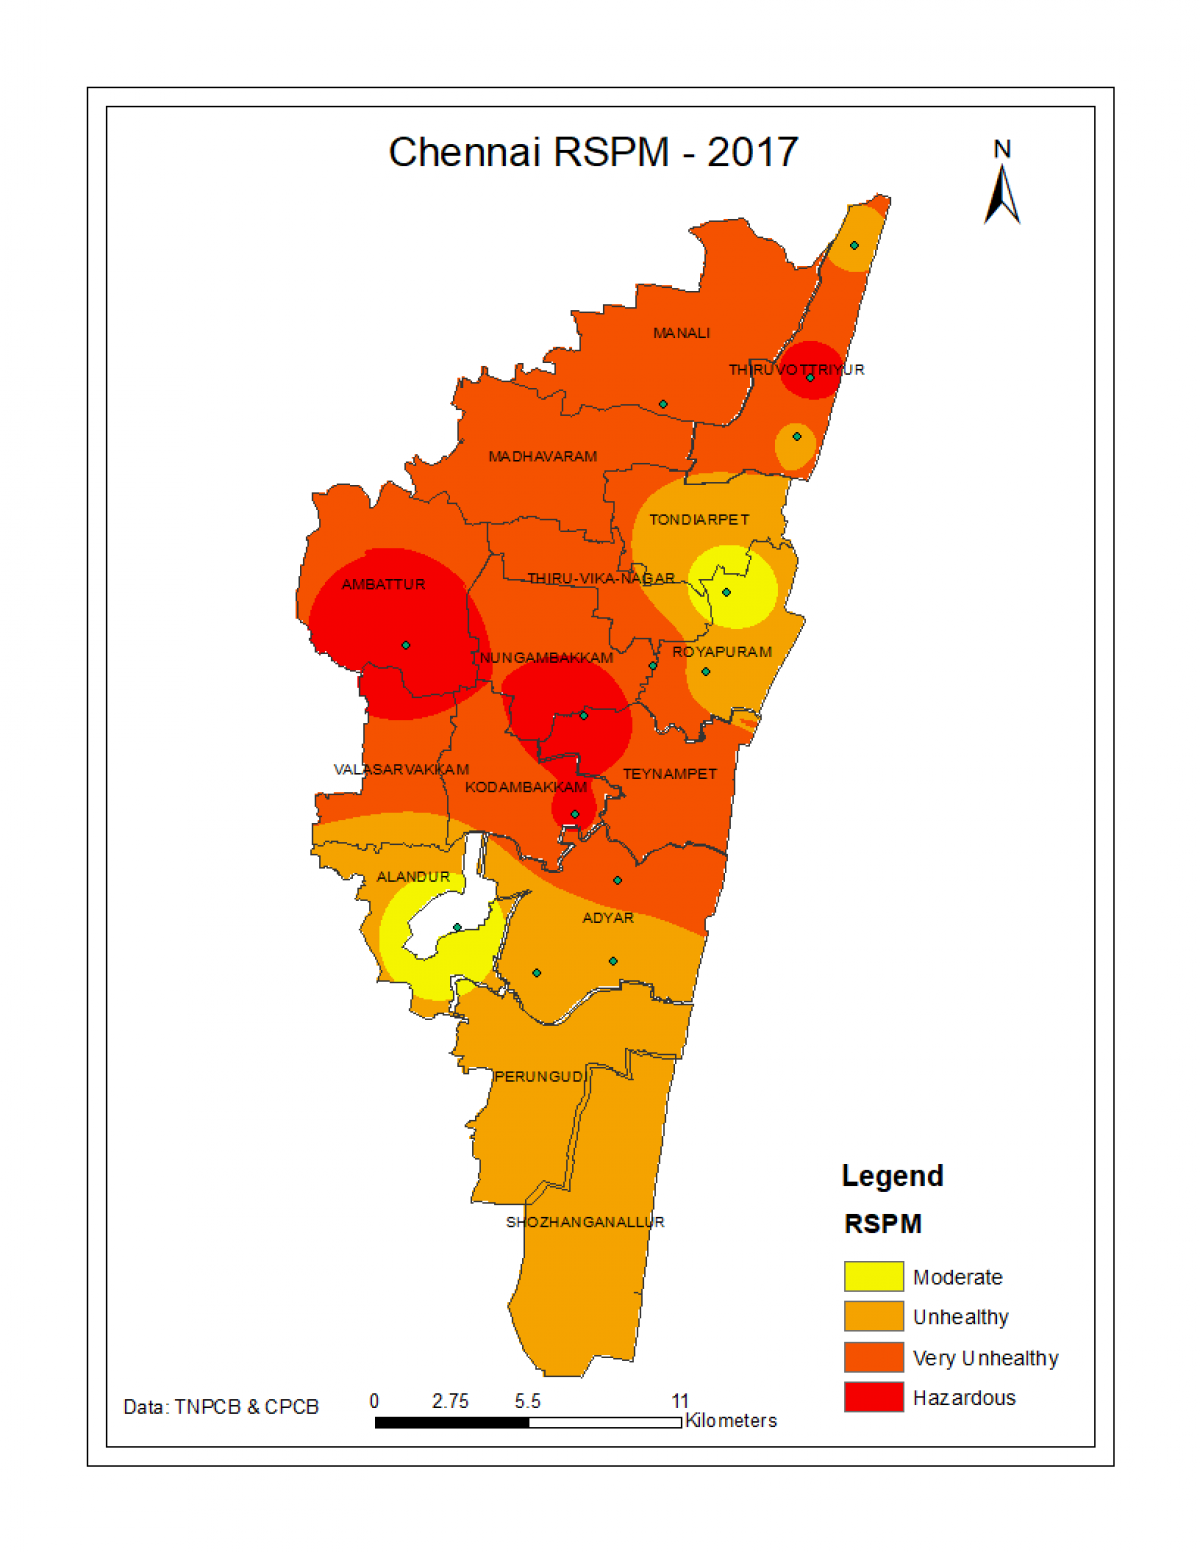 Chennai RSPM - 2017
N
MANALI
THIRUVOTTRIYUR
MADHAVARAM
TONDIARPET
THIRU-VIKA-NAGAR
AMBATTUR
ROYAPURAM
NUNGAMBAKKAM
VALASARVAKKAM
TEYNAMPET
KODAMBAKKAM
ALANDUR
ADYAR
PERUNGUDI
SHOZHANGANALLUR
Legend
RSPM
Moderate
Unhealthy
Very Unhealthy
Hazardous
Data: TNPCB & CPCB
0 2.75 5.5 11
Kilometers